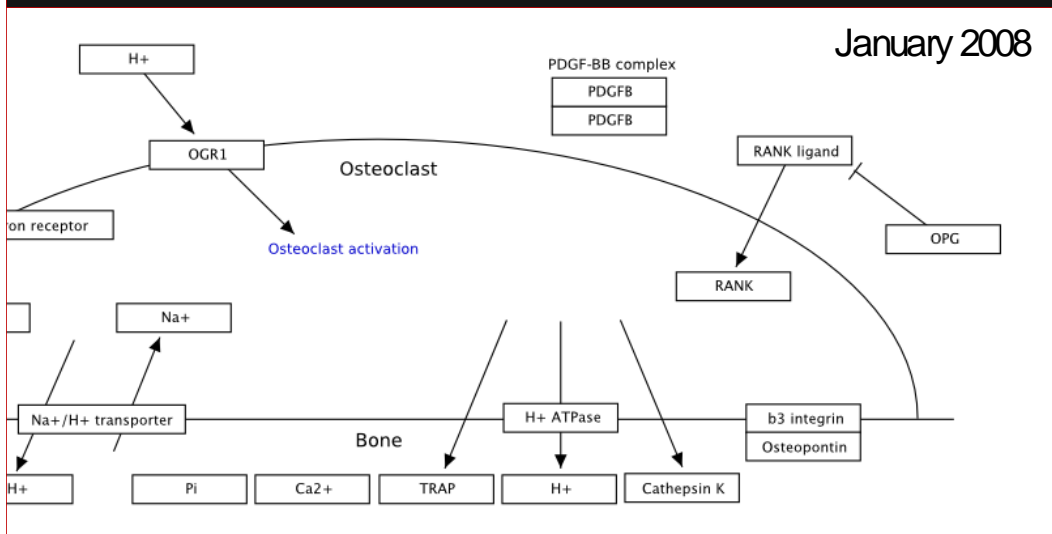 January 2008
H+
PDGF-BB complex
PDGFB
PDGFB
OGR1
RANK ligand
Osteoclast
on receptor
OPG
Osteoclast activation
RANK
Na+
Na+/H+ transporter
H+ ATPase
b3 integrin
Bone
Osteopontin
H+
Pi
Ca2+
TRAP
H+
Cathepsin K